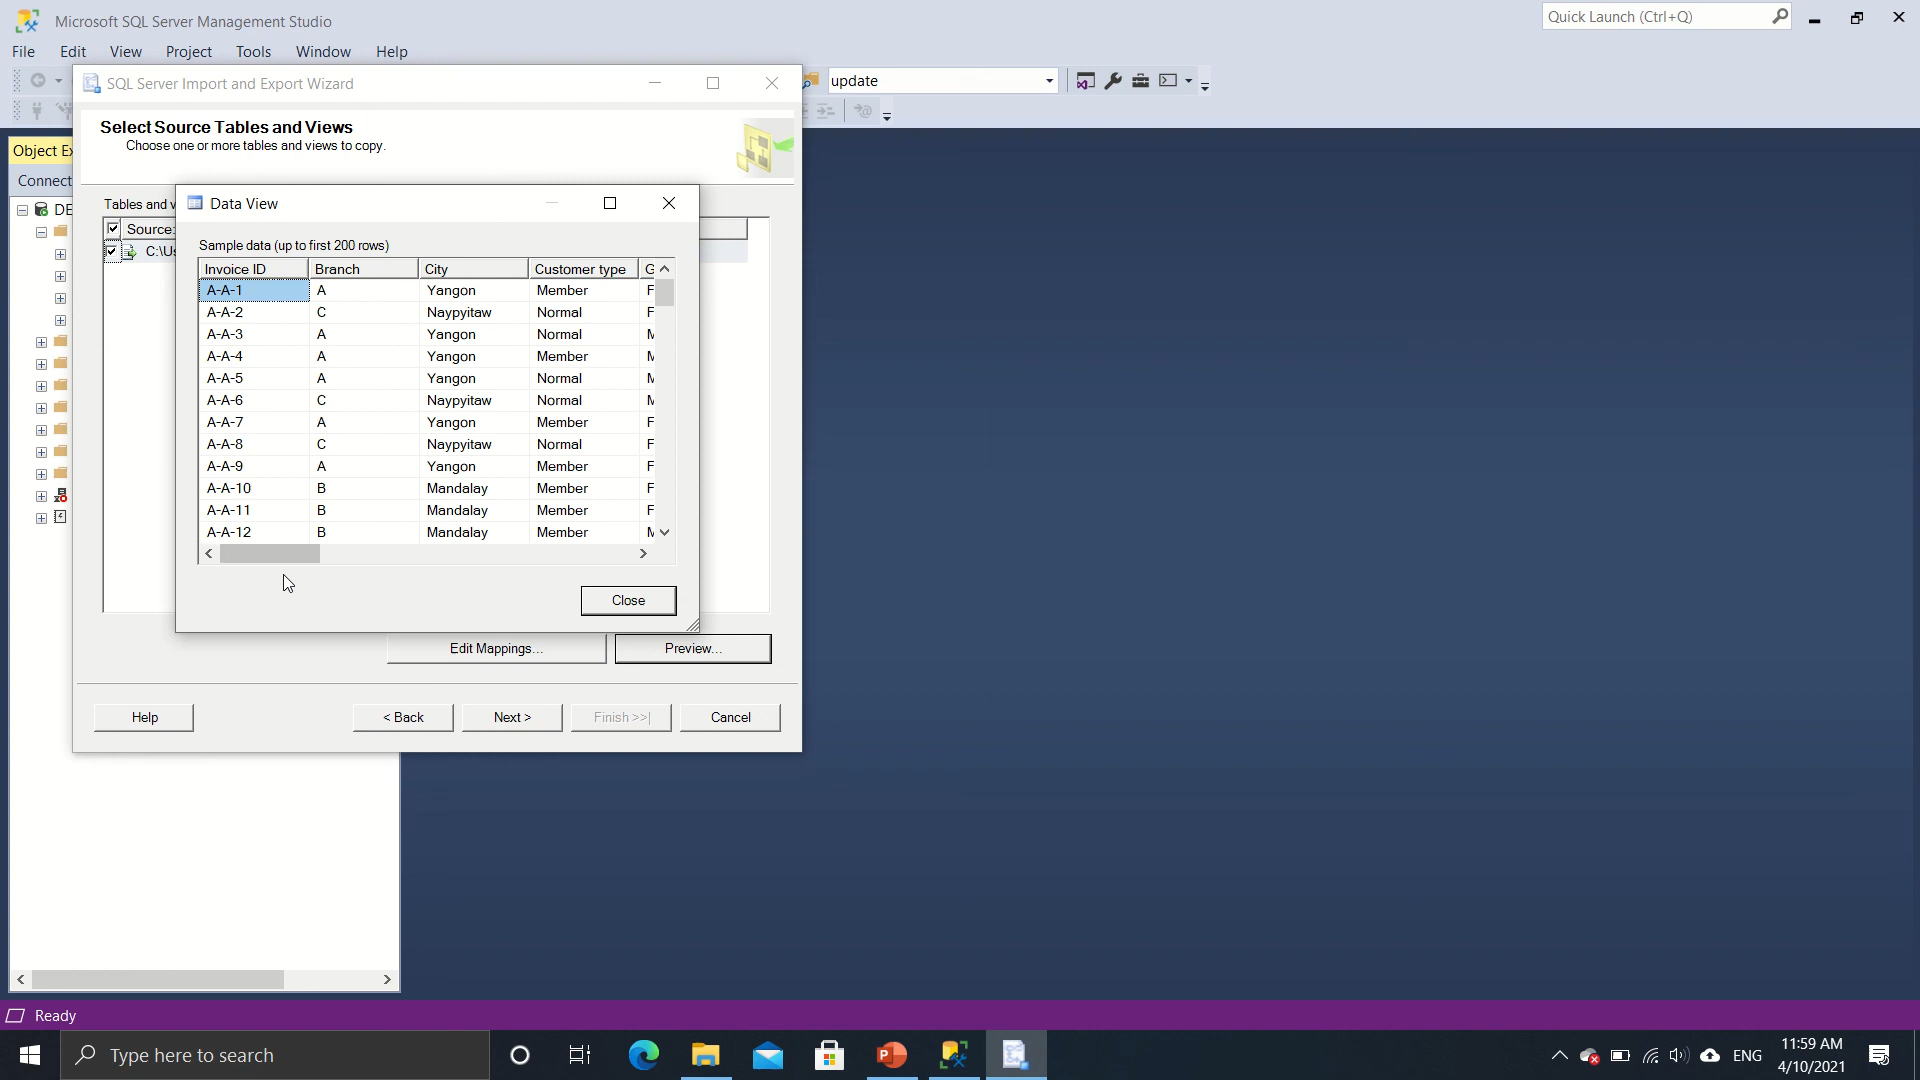 Microsoft SQL Server Management Studio
Quick Launch (Ctrl+Q)
File Edit View Project Tools Window Help
SQL Server Import and Export Wizard
update
Select Source Tables and Views
Choose one or more tables and views to copy.
Object Ex
Connect
DE
Tables and v
Source:
C:\Us
Data View
Sample data (up to first 200 rows)
Invoice ID Branch City Customer type G
A-A-1 A Yangon Member F
A-A-2 C Naypyitaw Normal F
A-A-3 A Yangon Normal M
A-A-4 A Yangon Member M
A-A-5 A Yangon Normal M
A-A-6 C Naypyitaw Normal M
A-A-7 A Yangon Member F
A-A-8 C Naypyitaw Normal F
A-A-9 A Yangon Member F
A-A-10 B Mandalay Member F
A-A-11 B Mandalay Member F
A-A-12 B Mandalay Member M
Close
Edit Mappings... Preview...
Help < Back Next > Finish >>| Cancel
Ready
Type here to search
ENG
11:59 AM
4/10/2021